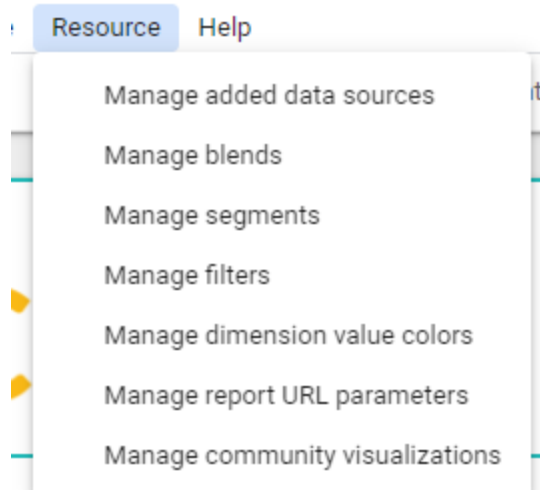 Resource Help
Manage added data sources
Manage blends
Manage segments
Manage filters
Manage dimension value colors
Manage report URL parameters
Manage community visualizations